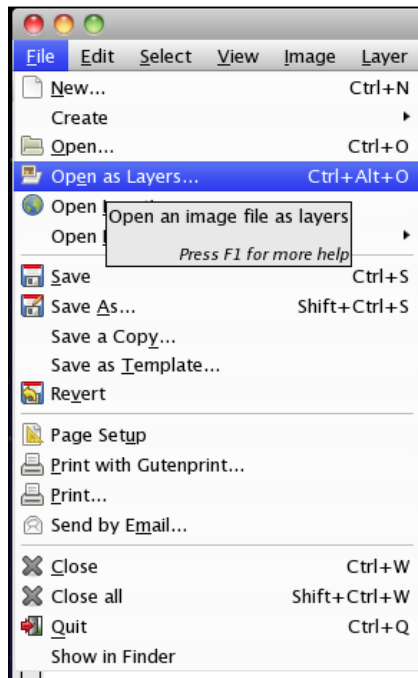 File Edit Select View Image Layer
New... Ctrl+N
Create
Open... Ctrl+O
Open as Layers... Ctrl+Alt+O
Open
Open an image file as layers
Open
Press F1 for more help
Save Ctrl+S
Save As... Shift+Ctrl+S
Save a Copy...
Save as Template...
Revert
Page Setup
Print with Gutenprint...
Print...
Send by Email...
Close Ctrl+W
Close all Shift+Ctrl+W
Quit Ctrl+Q
Show in Finder